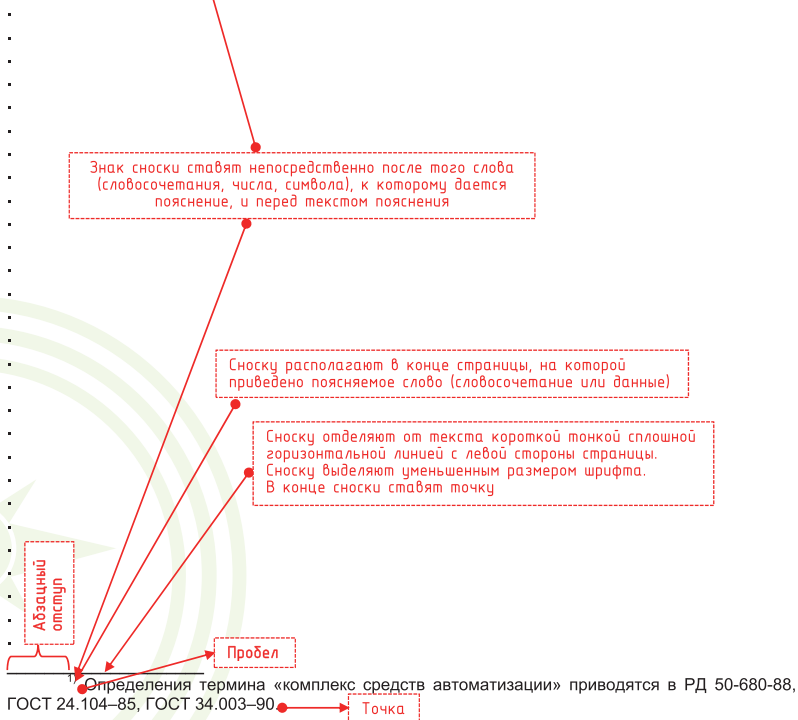 Знак сноски ставят непосредственно после того слова
(словосочетания, числа, символа), к которому дается
пояснение, и перед текстом пояснения
Сноску располагают в конце страницы, на которой
приведено поясняемое слово (словосочетание или данные)
Сноску отделяют от текста короткой тонкой сплошной
горизонтальной линией с левой стороны страницы.
Сноску выделяют уменьшенным размером шрифта.
В конце сноски ставят точку
Абзацный
отступ
Пробел
1) Определения термина «комплекс средств автоматизации» приводятся в РД 50-680-88,
ГОСТ 24.104–85, ГОСТ 34.003–90.
Точка